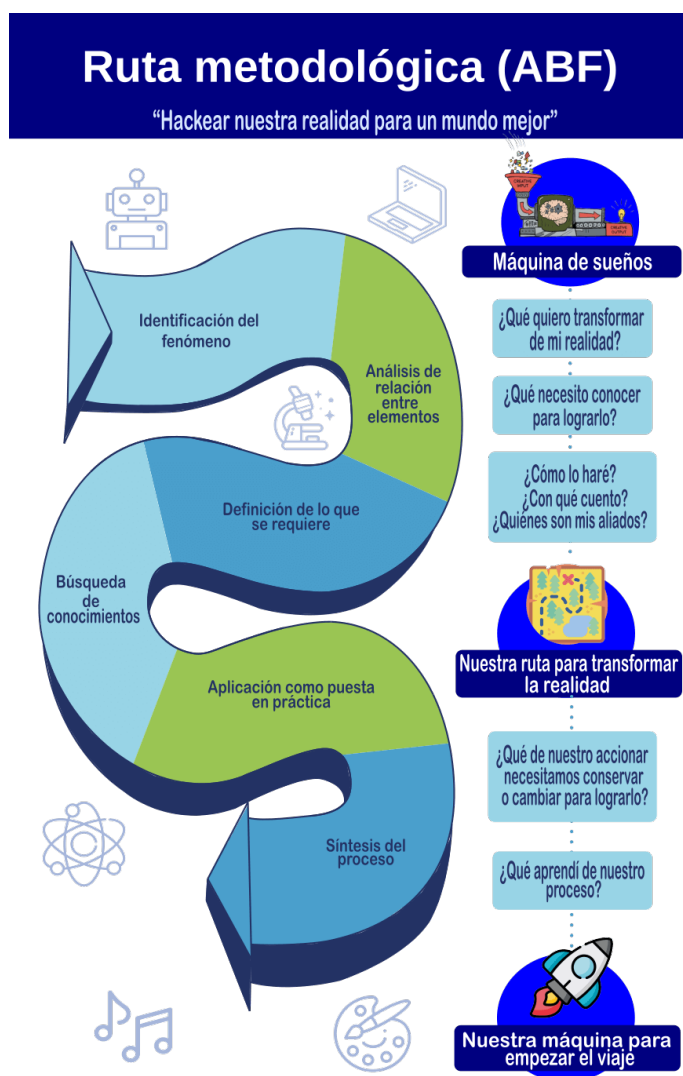 Ruta metodológica (ABF)
“Hackear nuestra realidad para un mundo mejor”
Identificación del
fenómeno
Análisis de
relación
entre
elementos
Definición de lo que
se requiere
Búsqueda
de
conocimientos
Aplicación como puesta
en práctica
Síntesis del
proceso
CREATIVE
INPUT
CREATIVE
OUTPUT
Máquina de sueños
¿Qué quiero transformar
de mi realidad?
¿Qué necesito conocer
para lograrlo?
¿Cómo lo haré?
¿Con qué cuento?
¿Quiénes son mis aliados?
Nuestra ruta para transformar
la realidad
¿Qué de nuestro accionar
necesitamos conservar
o cambiar para lograrlo?
¿Qué aprendí de nuestro
proceso?
Nuestra máquina para
empezar el viaje